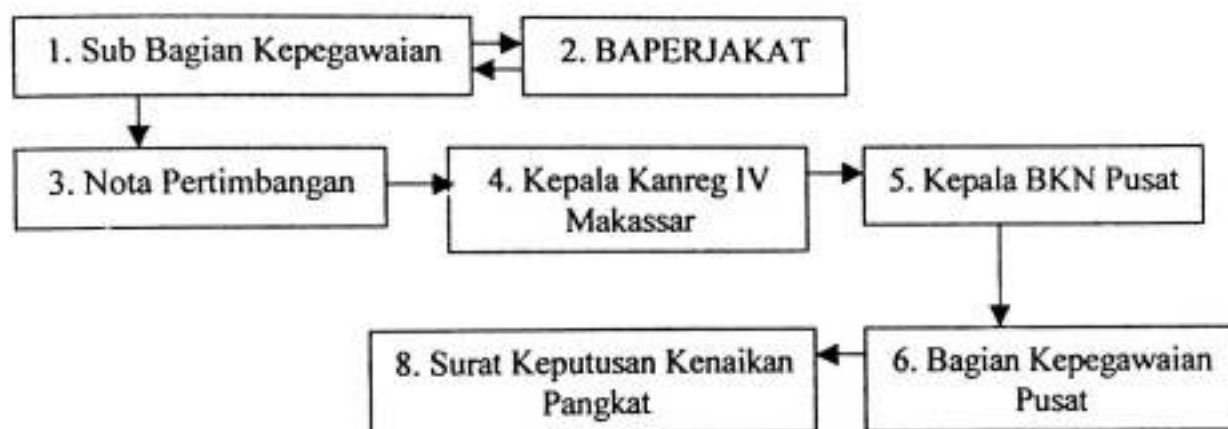 1. Sub Bagian Kepegawaian
2. BAPERJAKAT
3. Nota Pertimbangan
4. Kepala Kanreg IV
Makassar
5. Kepala BKN Pusat
6. Bagian Kepegawaian
Pusat
8. Surat Keputusan Kenaikan
Pangkat